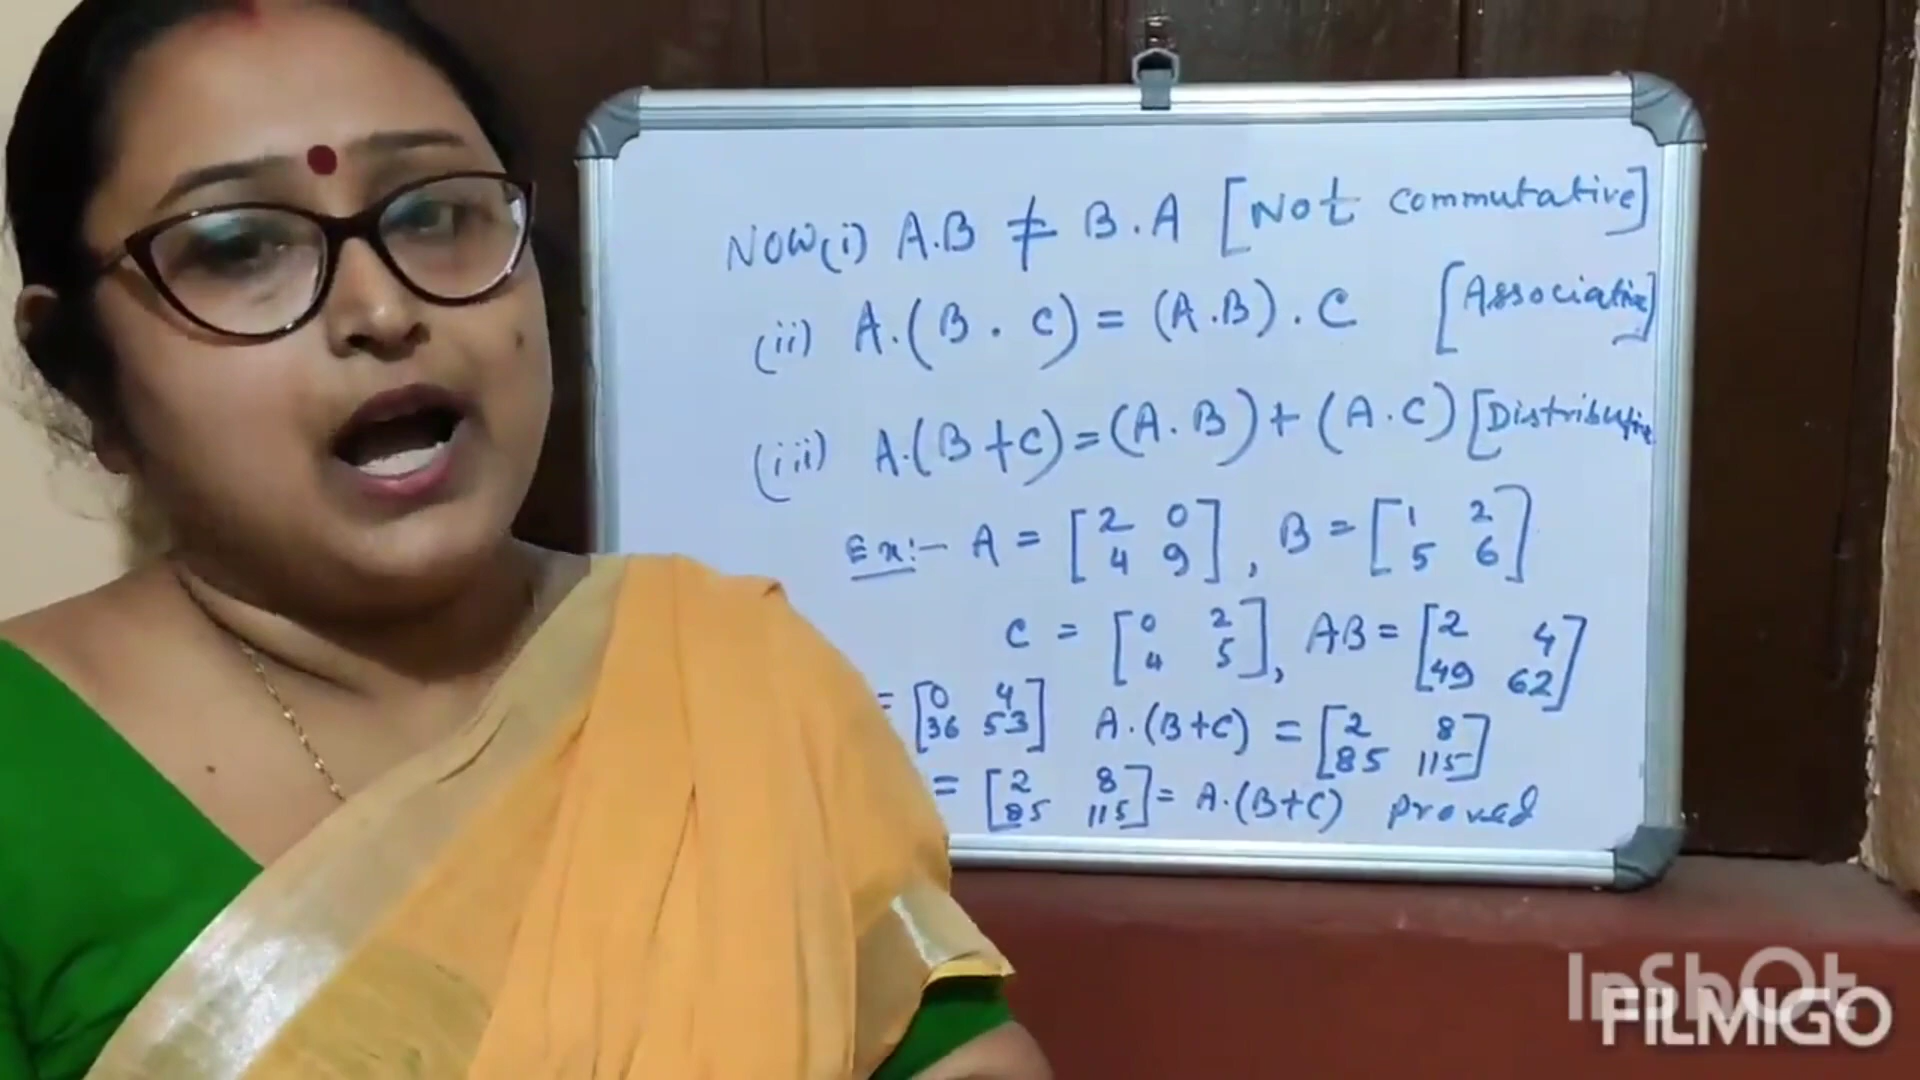 NOW (i) A.B ≠ B.A [Not commutative]
(ii) A.(B.C) = (A.B).C [Associative]
(iii) A.(B+C) = (A.B) + (A.C) [Distributive
Ex:- A = [2 0 4 9], B = [1 2 5 6]
C = [0 2 4 5], AB = [2 4 49 62]
= [0 4 36 53] A.(B+C) = [2 8 85 115]
= [2 8 85 115] = A.(B+C) proved
InShOt
FILMIGO